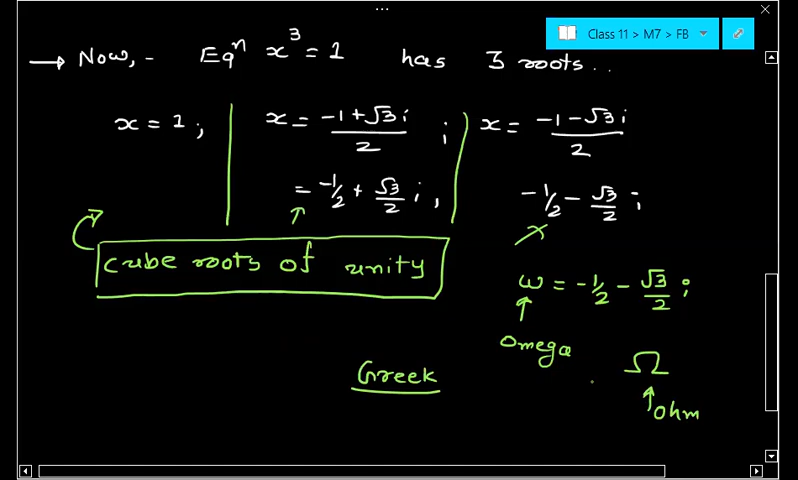 ...
Class 11 > M7 > FB
→ Now, - Eqⁿ x³ = 1 has 3 roots..
x = 1 ; x = (-1 + √3 i)/2 ; x = (-1 - √3 i)/2
= -1/2 + √3/2 i , -1/2 - √3/2 i
cube roots of unity
ω = -1/2 - √3/2 i
Omega
Greek Ω
Ohm